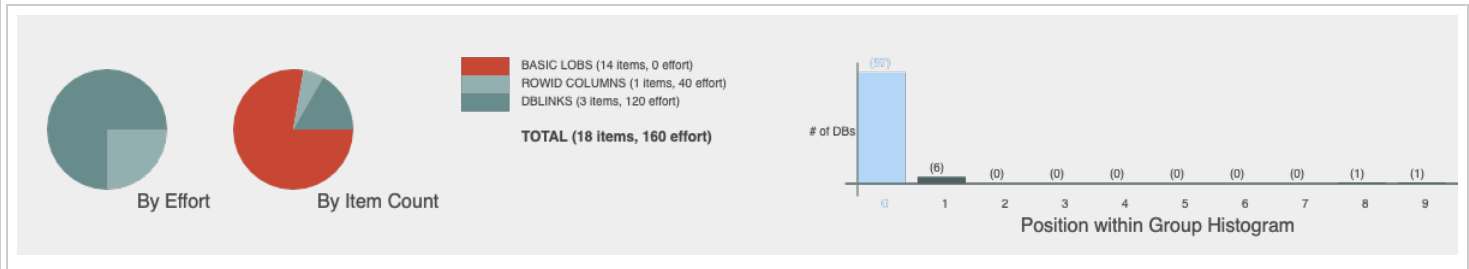 BASIC LOBS (14 items, 0 effort)
ROWID COLUMNS (1 items, 40 effort)
DBLINKS (3 items, 120 effort)
TOTAL (18 items, 160 effort)
By Effort
By Item Count
# of DBs
(6) (0) (0) (0) (0) (0) (0) (1) (1)
1 2 3 4 5 6 7 8 9
Position within Group Histogram